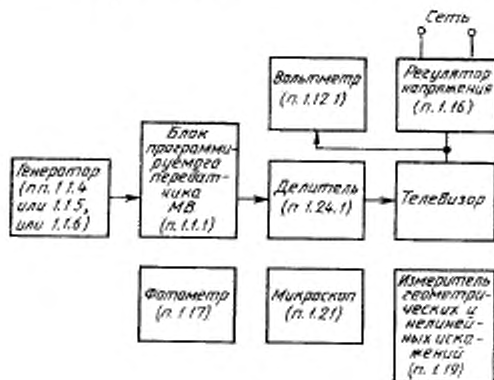 Сеть
Вольтметр
(п. 1.12.1)
Регулятор
напряжения
(п. 1.16)
Блок
программи-
руемого
передат-
чика
МВ
(п. 1.1.1)
Генератор
(пп. 1.1.4
или 1.1.5,
или 1.1.6)
Делитель
(п. 1.24.1)
Телевизор
Фотометр
(п. 1.17)
Микроскоп
(п. 1.21)
Измеритель
геометри-
ческих и
нелиней-
ных иска-
жений
(п. 1.19)